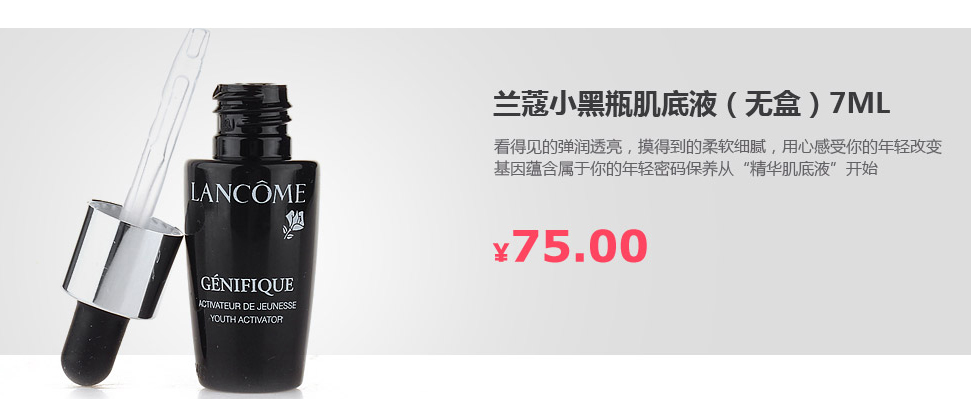 兰蔻小黑瓶肌底液（无盒）7ML
看得见的弹润透亮，摸得到的柔软细腻，用心感受你的年轻改变
基因蕴含属于你的年轻密码保养从“精华肌底液”开始
¥75.00
LANCÔME
GÉNIFIQUE
ACTIVATEUR DE JEUNESSE
YOUTH ACTIVATOR